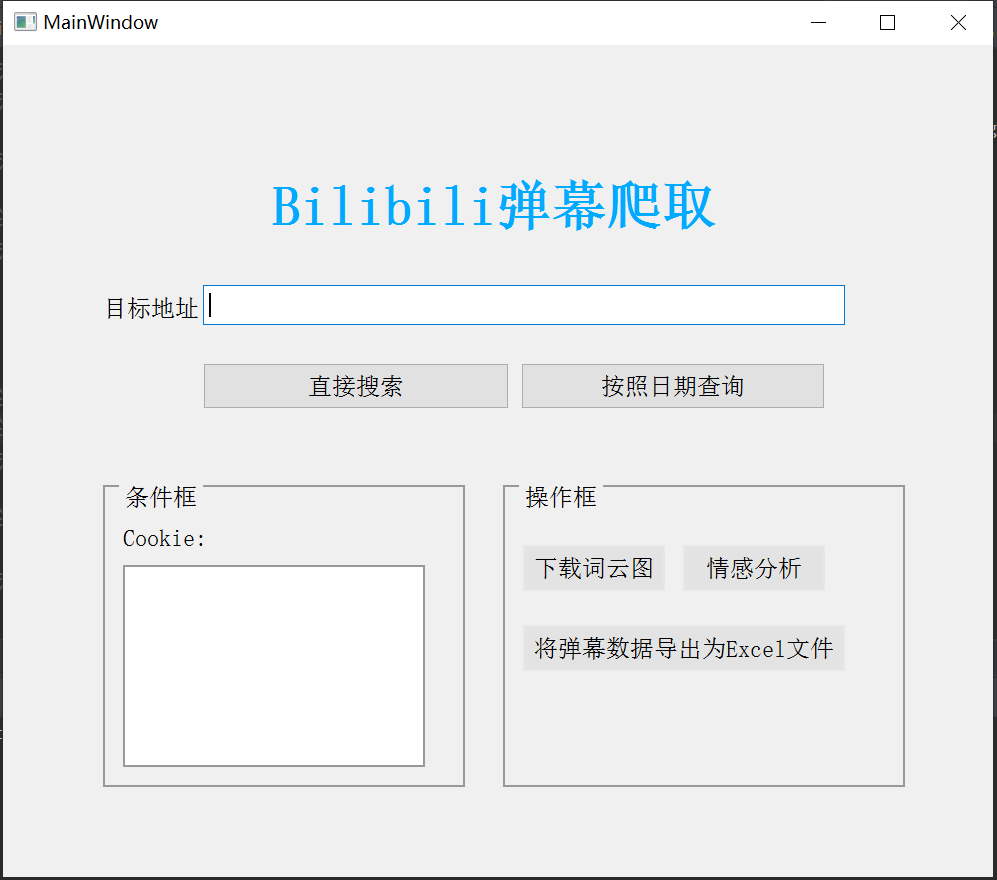 MainWindow
Bilibili弹幕爬取
目标地址
直接搜索 按照日期查询
条件框
Cookie:
操作框
下载词云图 情感分析
将弹幕数据导出为Excel文件